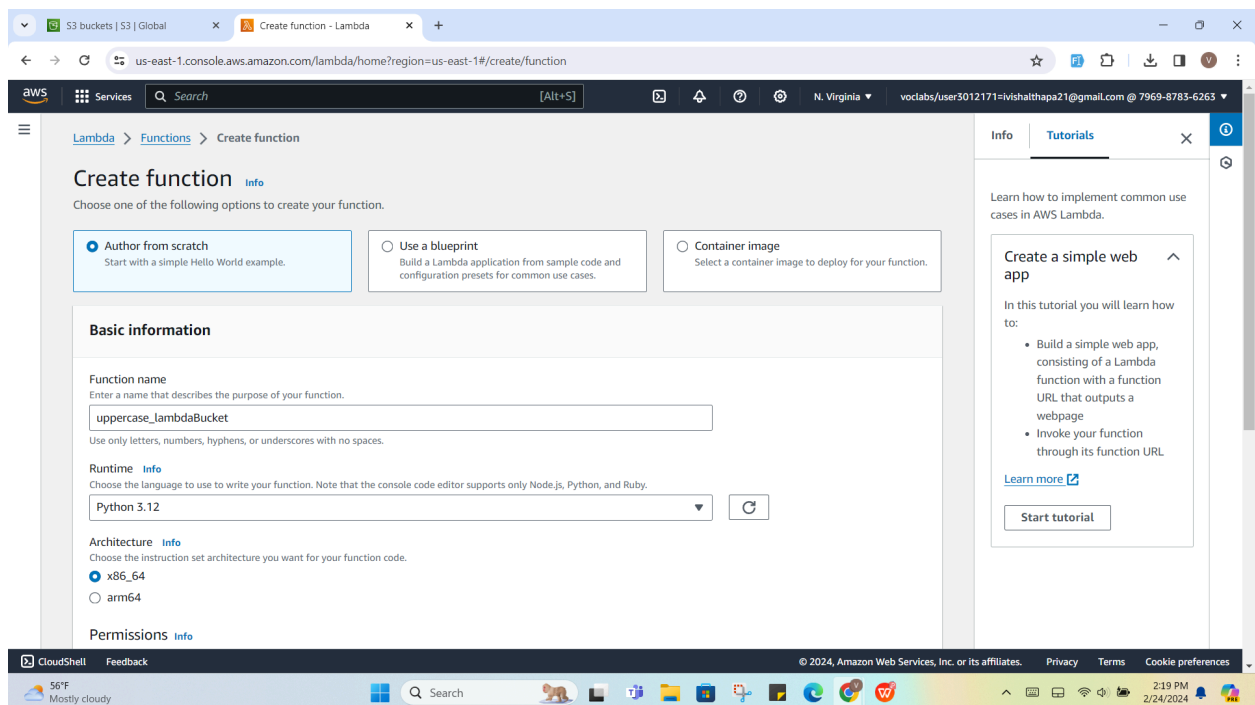 S3 buckets | S3 | Global
Create function - Lambda
us-east-1.console.aws.amazon.com/lambda/home?region=us-east-1#/create/function
aws
Services
Search
[Alt+S]
N. Virginia
voclabs/user3012171=ivishalthapa21@gmail.com @ 7969-8783-6263
Lambda > Functions > Create function
Create function Info
Choose one of the following options to create your function.
Author from scratch
Start with a simple Hello World example.
Use a blueprint
Build a Lambda application from sample code and
configuration presets for common use cases.
Container image
Select a container image to deploy for your function.
Basic information
Function name
Enter a name that describes the purpose of your function.
uppercase_lambdaBucket
Use only letters, numbers, hyphens, or underscores with no spaces.
Runtime Info
Choose the language to use to write your function. Note that the console code editor supports only Node.js, Python, and Ruby.
Python 3.12
Architecture Info
Choose the instruction set architecture you want for your function code.
x86_64
arm64
Permissions Info
Info
Tutorials
Learn how to implement common use
cases in AWS Lambda.
Create a simple web
app
In this tutorial you will learn how
to:
• Build a simple web app,
consisting of a Lambda
function with a function
URL that outputs a
webpage
• Invoke your function
through its function URL
Learn more
Start tutorial
CloudShell
Feedback
© 2024, Amazon Web Services, Inc. or its affiliates.
Privacy
Terms
Cookie preferences
56°F
Mostly cloudy
Search
2:19 PM
2/24/2024